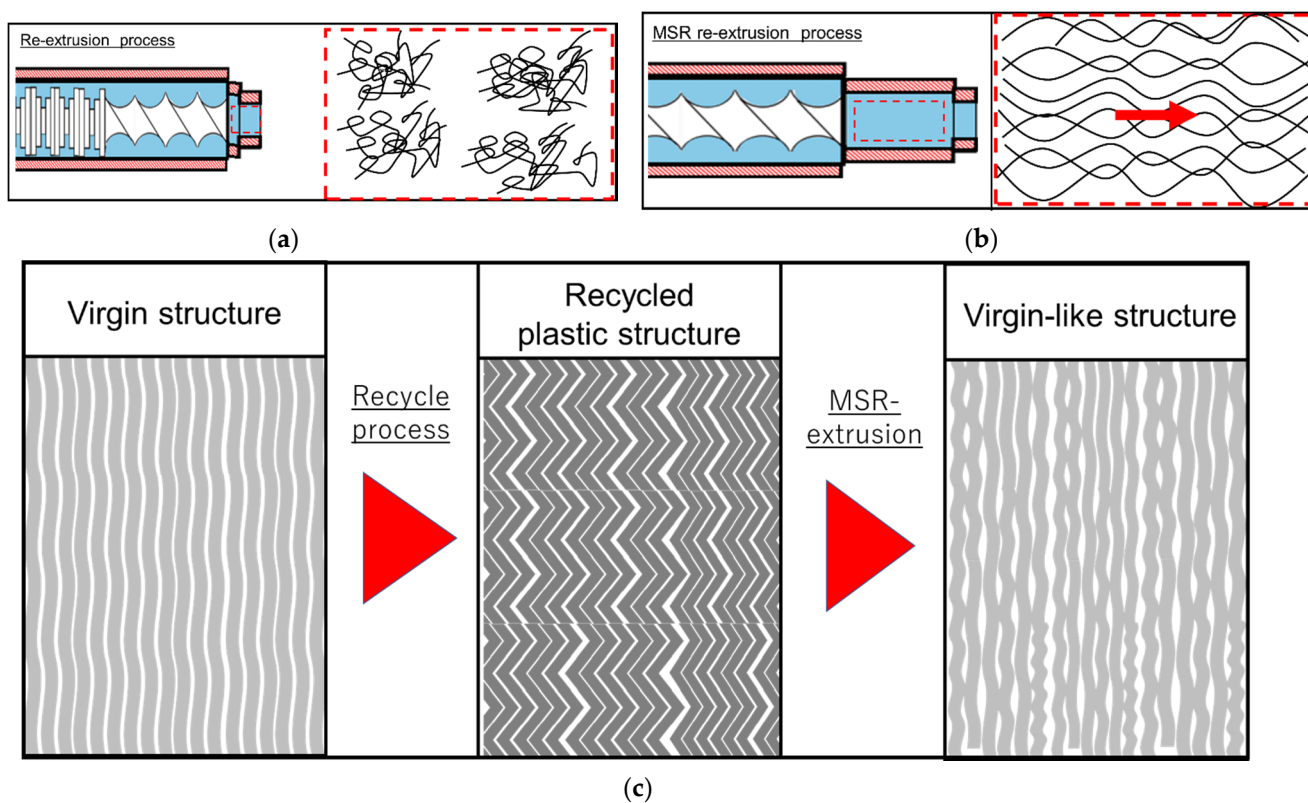 Re-extrusion process
MSR re-extrusion process
(a)
(b)
Virgin structure
Recycle
process
Recycled
plastic structure
MSR-
extrusion
Virgin-like structure
(c)